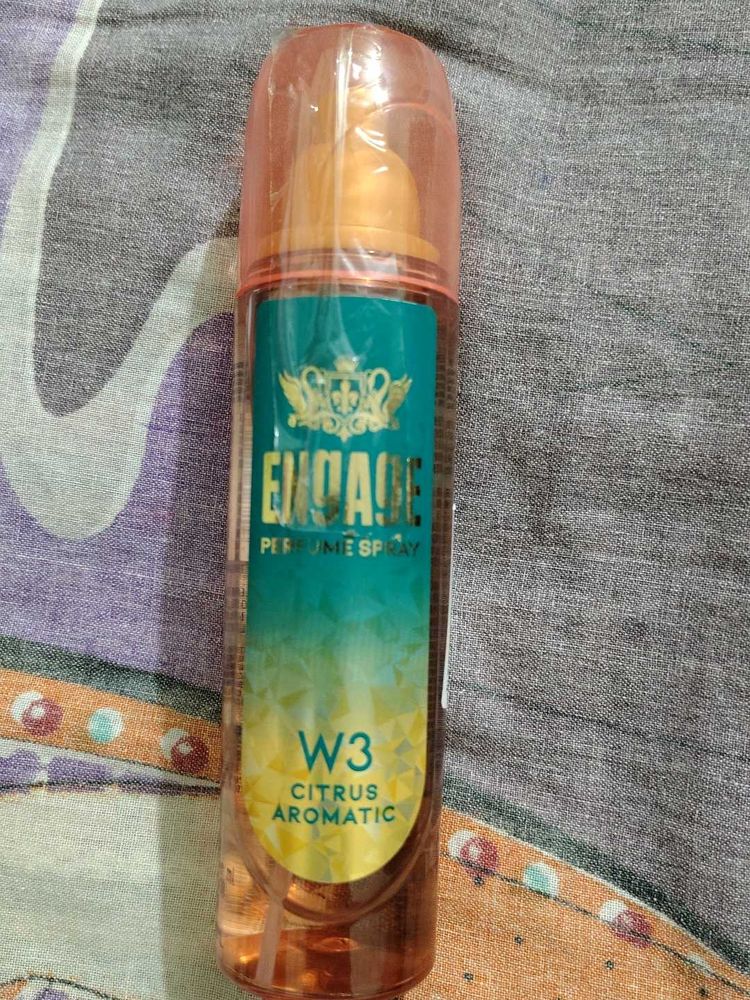 ENGAGE
PERFUME SPRAY
W3
CITRUS
AROMATIC